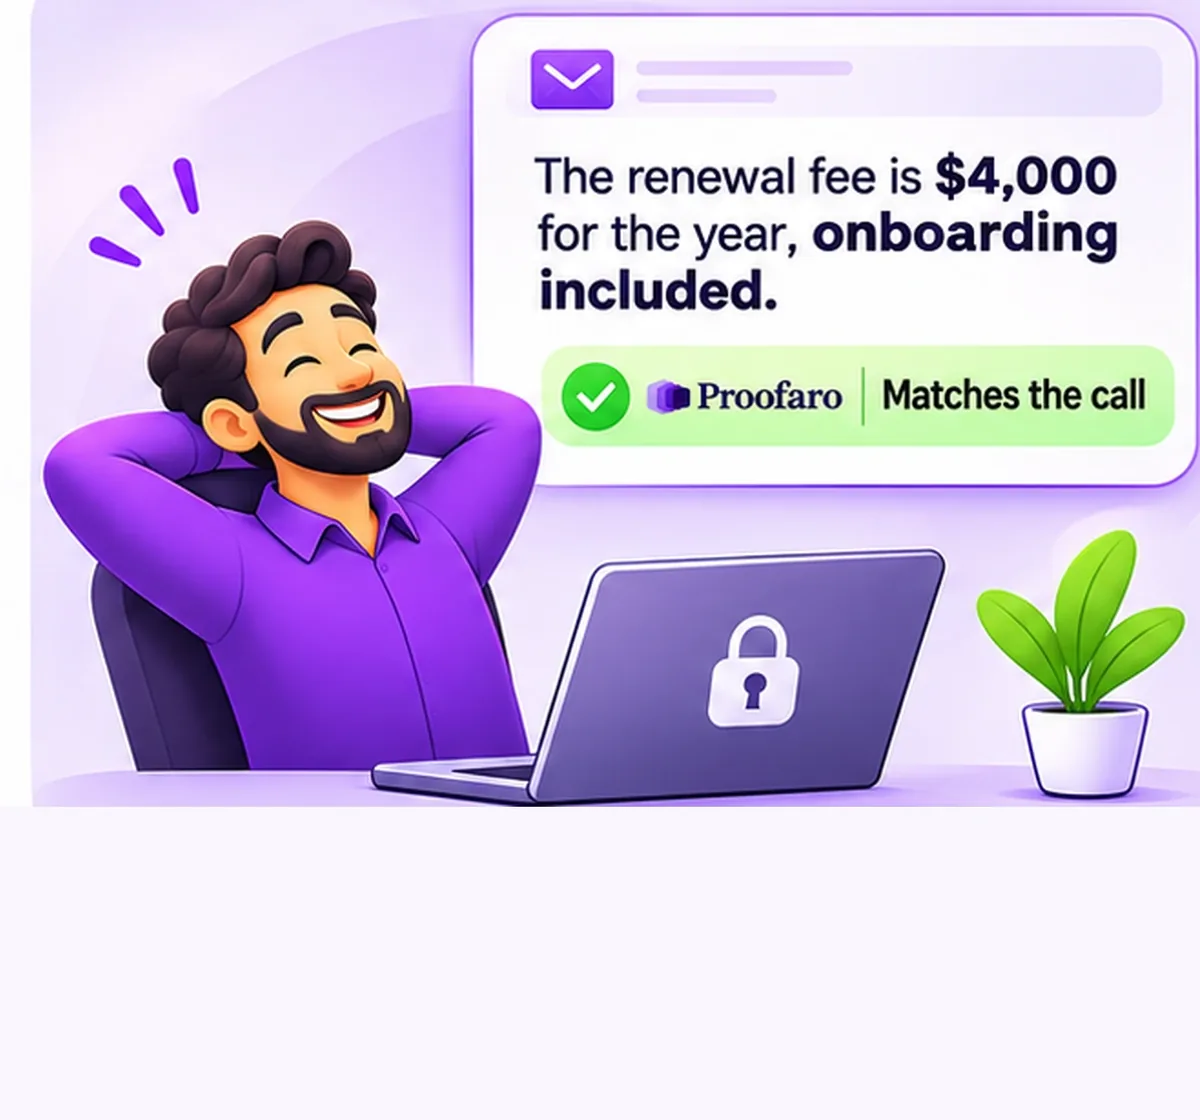 The renewal fee is $4,000
for the year, onboarding
included.
Proofaro | Matches the call